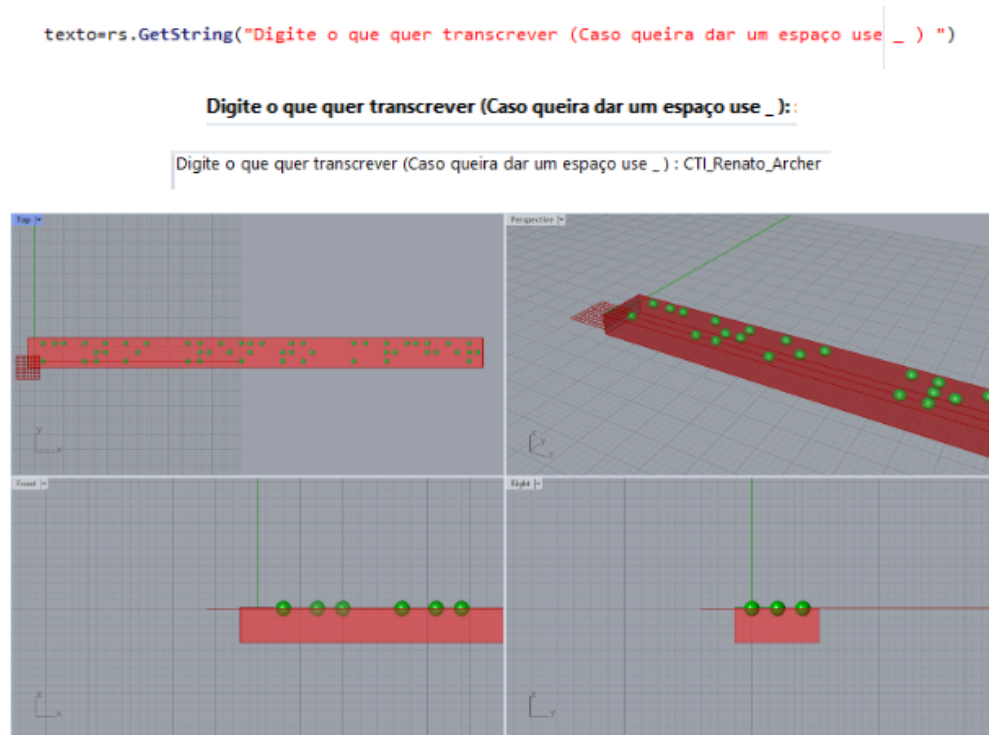 texto=rs.GetString("Digite o que quer transcrever (Caso queira dar um espaço use _ ) ")
Digite o que quer transcrever (Caso queira dar um espaço use _ ):
Digite o que quer transcrever (Caso queira dar um espaço use _ ) : CTI_Renato_Archer
Top
Perspective
y
x
z
y
x
Front
Right
z
x
z
y